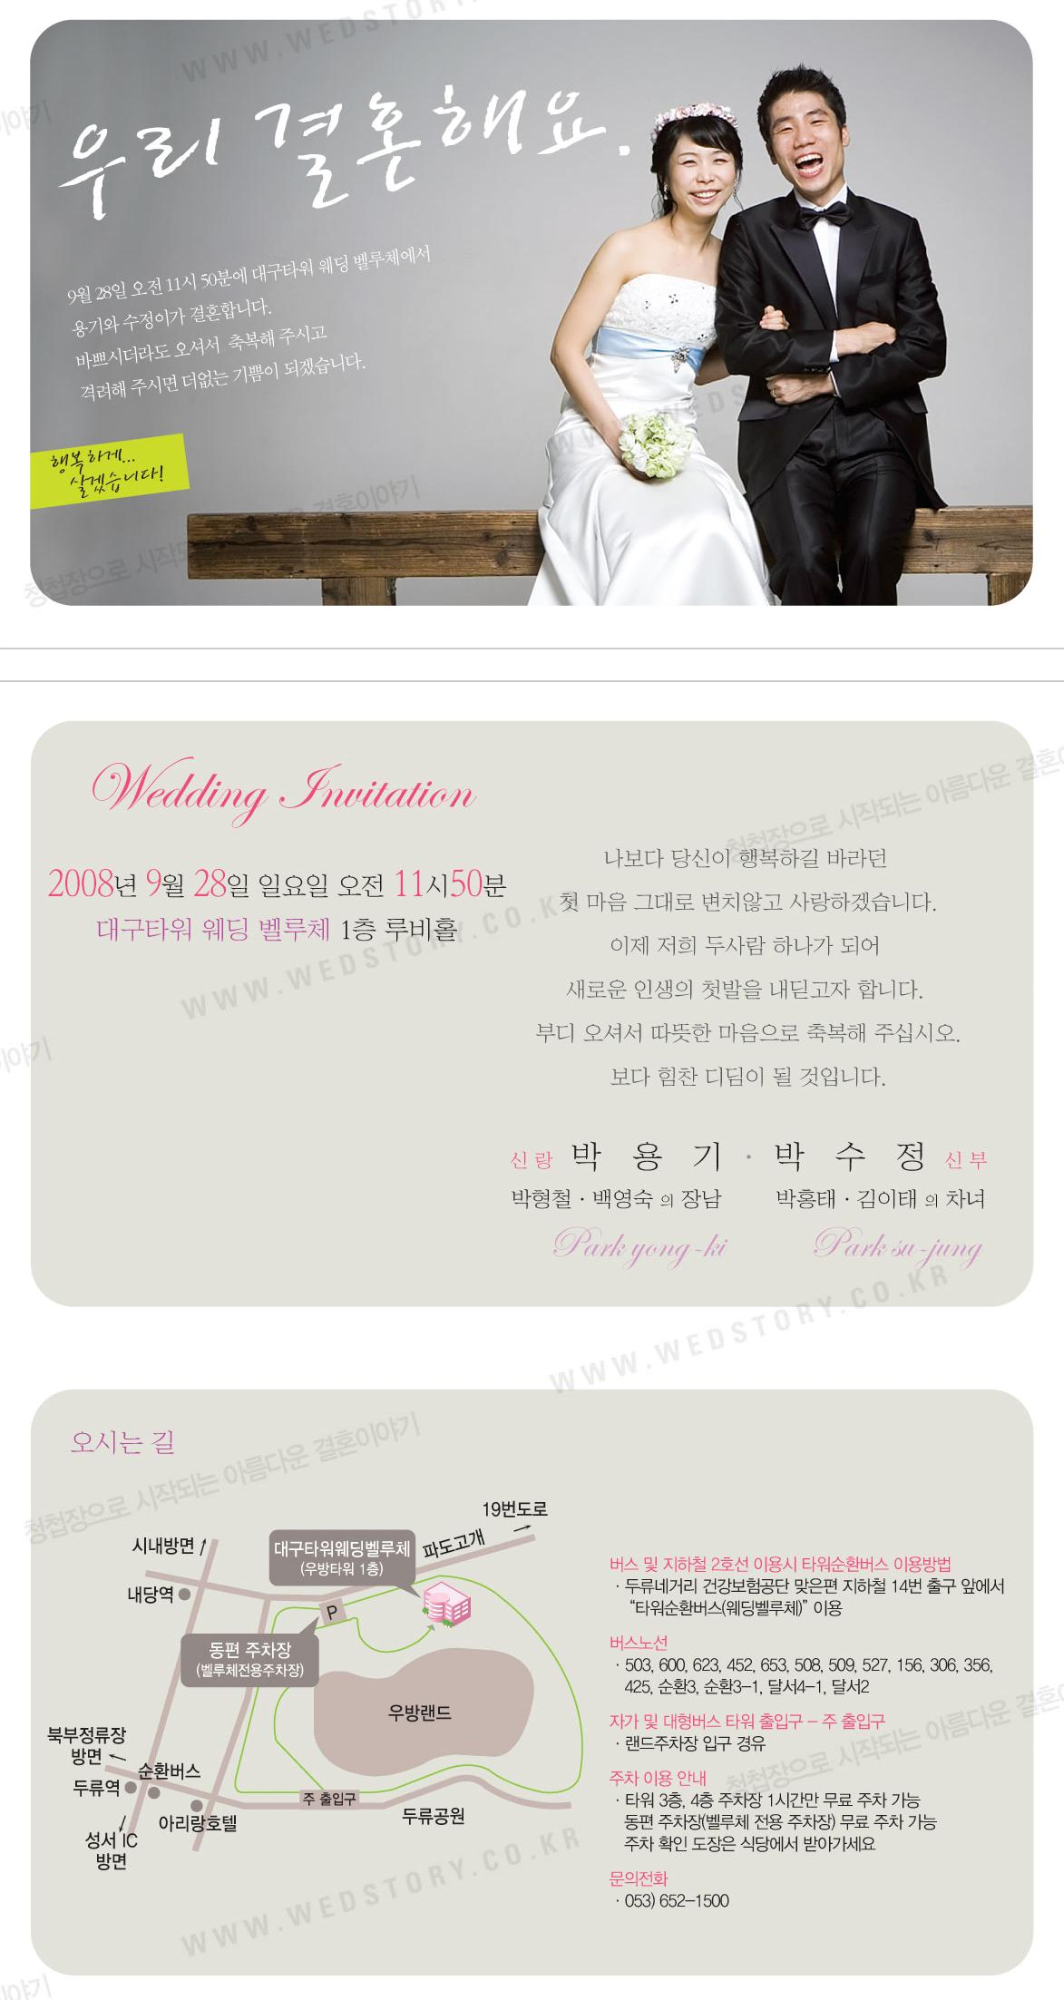 우리 결혼해요.
9월 28일 오전 11시 50분에 대구타워 웨딩 벨루체에서
용기와 수정이가 결혼합니다.
바쁘시더라도 오셔서 축복해 주시고
격려해 주시면 더없는 기쁨이 되겠습니다.
행복하게...
살겠습니다!
Wedding Invitation
2008년 9월 28일 일요일 오전 11시50분
대구타워 웨딩 벨루체 1층 루비홀
나보다 당신이 행복하길 바라던
첫 마음 그대로 변치않고 사랑하겠습니다.
이제 저희 두사람 하나가 되어
새로운 인생의 첫발을 내딛고자 합니다.
부디 오셔서 따뜻한 마음으로 축복해 주십시오.
보다 힘찬 디딤이 될 것입니다.
신랑 박 용 기 · 박 수 정 신부
박형철 · 백영숙 의 장남 박홍태 · 김이태 의 차녀
Park yong-ki Park su-jung
오시는 길
19번도로
시내방면
대구타워웨딩벨루체
(우방타워 1층)
파도고개
내당역
P
동편 주차장
(벨루체전용주차장)
우방랜드
북부정류장
방면
순환버스
두류역
주 출입구
아리랑호텔
두류공원
성서 IC
방면
버스 및 지하철 2호선 이용시 타워순환버스 이용방법
· 두류네거리 건강보험공단 맞은편 지하철 14번 출구 앞에서
"타워순환버스(웨딩벨루체)" 이용
버스노선
· 503, 600, 623, 452, 653, 508, 509, 527, 156, 306, 356,
425, 순환3, 순환3-1, 달서4-1, 달서2
자가 및 대형버스 타워 출입구 - 주 출입구
· 랜드주차장 입구 경유
주차 이용 안내
· 타워 3층, 4층 주차장 1시간만 무료 주차 가능
동편 주차장(벨루체 전용 주차장) 무료 주차 가능
주차 확인 도장은 식당에서 받아가세요
문의전화
· 053) 652-1500
WWW.WEDSTORY.CO.KR
청첩장으로 시작되는 아름다운 결혼이야기